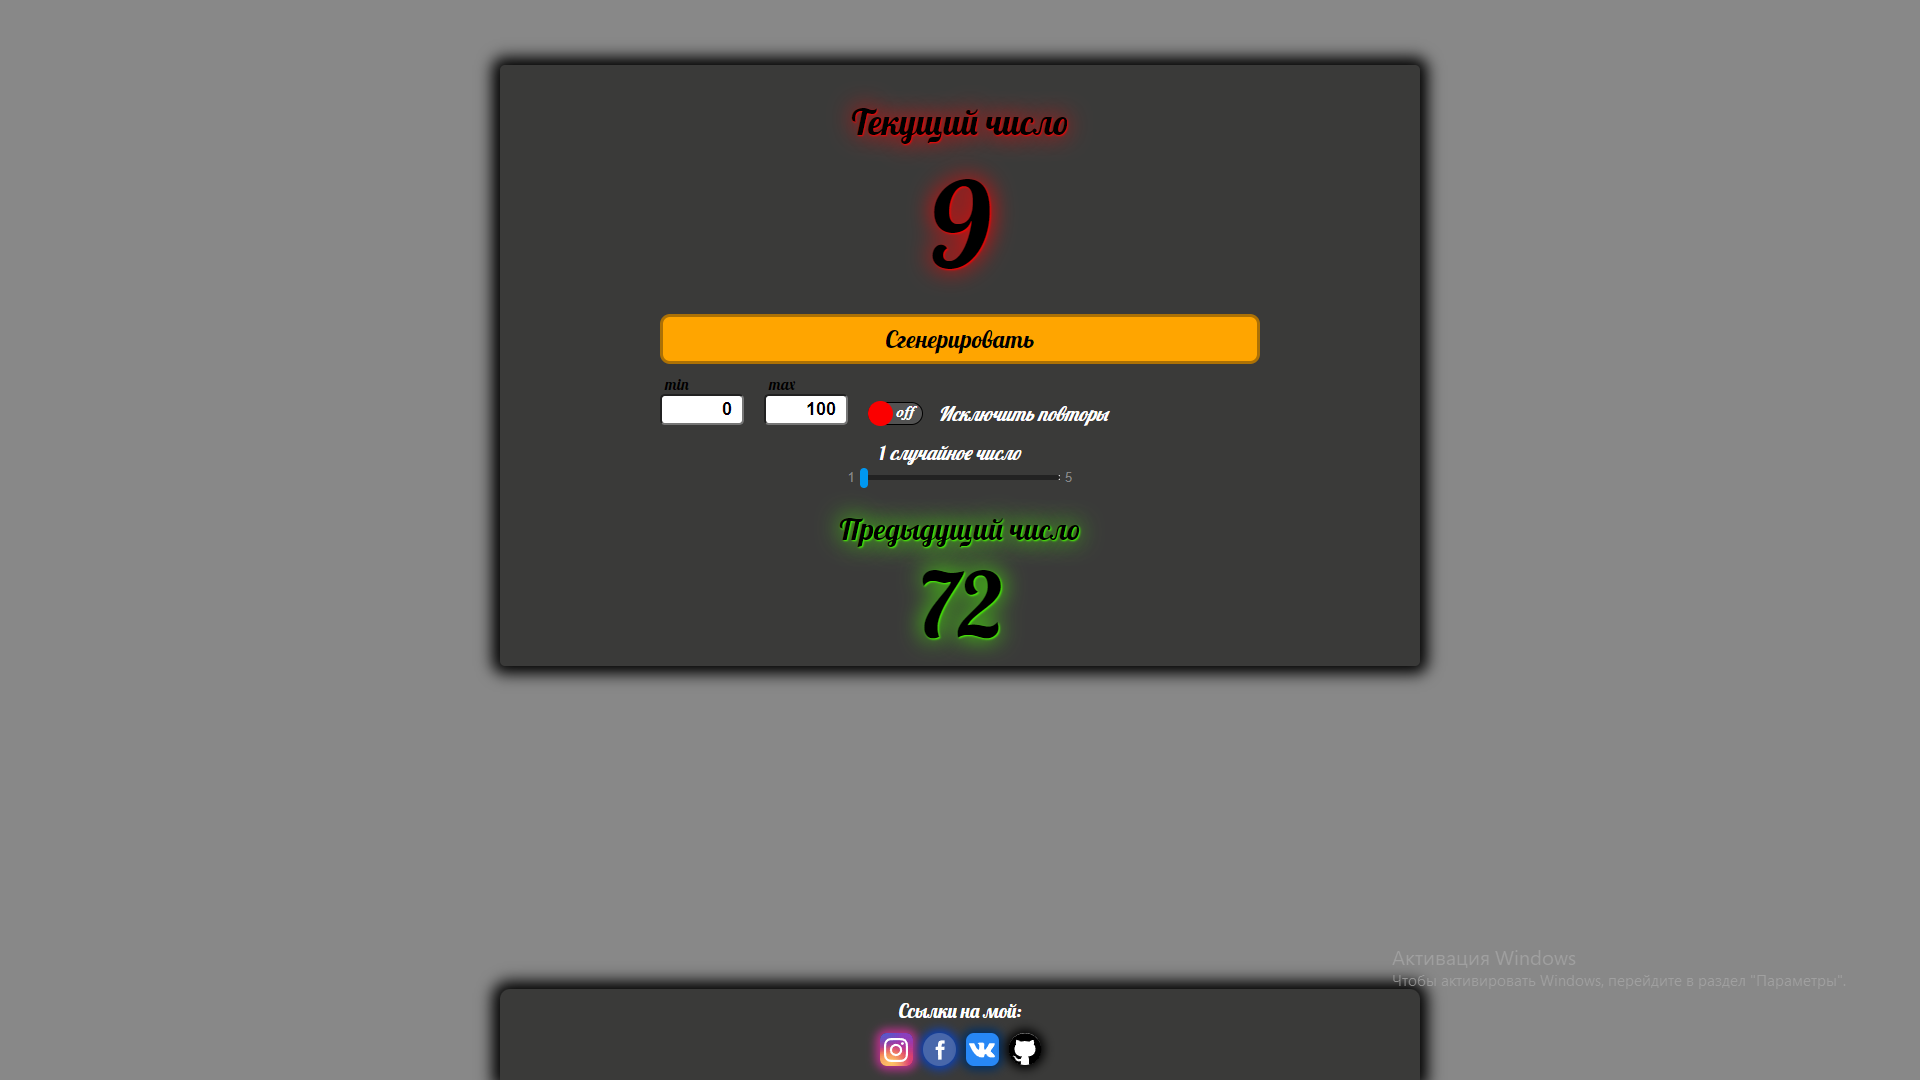 Текущий число
9
Сгенерировать
min max
0 100 off Исключить повторы
1 случайное число
1 5
Предыдущий число
72
Активация Windows
Чтобы активировать Windows, перейдите в раздел "Параметры".
Ссылки на мой: